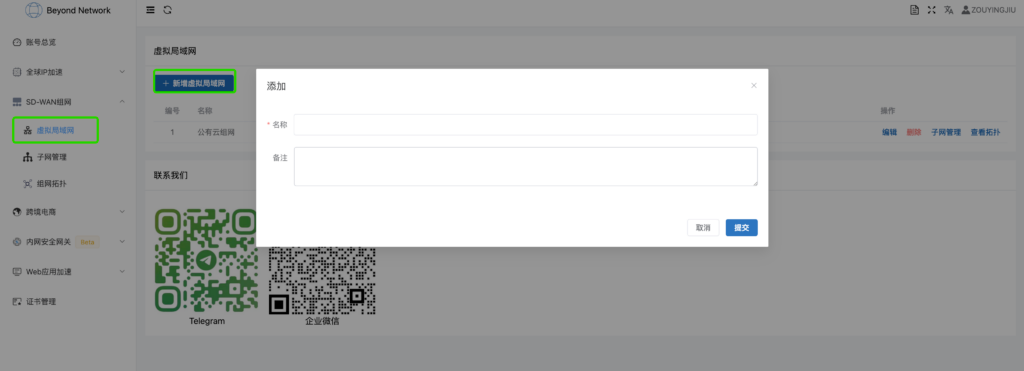 Beyond Network
ZOUYINGJIU
账号总览
全球IP加速
SD-WAN组网
虚拟局域网
子网管理
组网拓扑
跨境电商
内网安全网关 Beta
Web应用加速
证书管理
虚拟局域网
+ 新增虚拟局域网
编号 名称 操作
1 公有云组网 编辑 删除 子网管理 查看拓扑
联系我们
Telegram
企业微信
添加
* 名称
备注
取消 提交